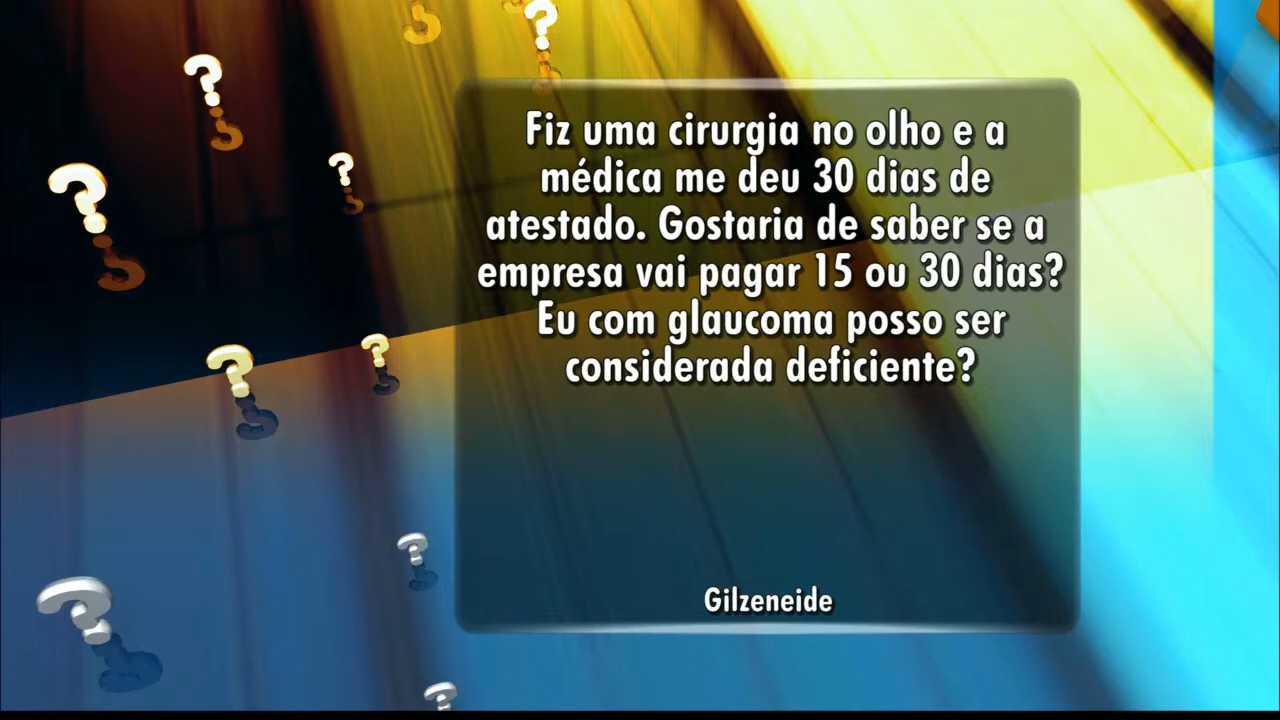 Fiz uma cirurgia no olho e a
médica me deu 30 dias de
atestado. Gostaria de saber se a
empresa vai pagar 15 ou 30 dias?
Eu com glaucoma posso ser
considerada deficiente?
Gilzeneide